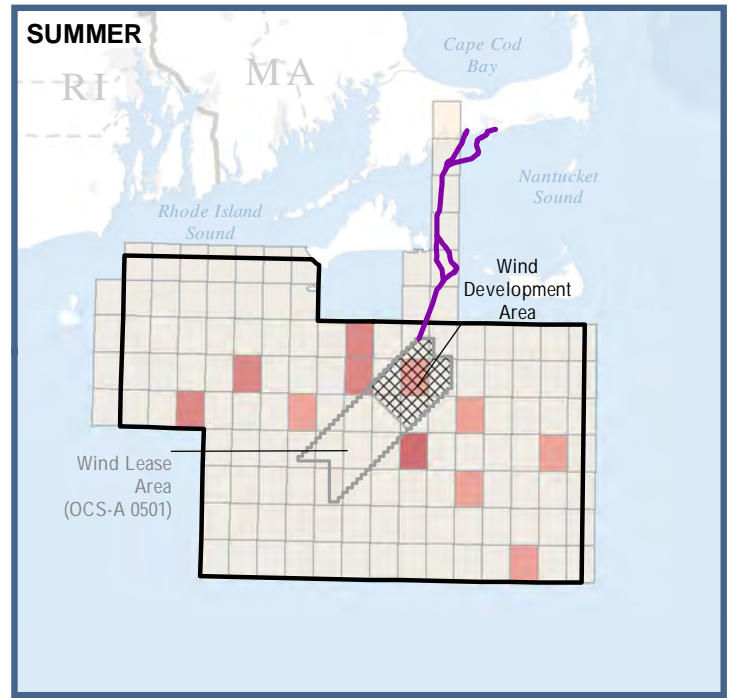 SUMMER
Cape Cod
Bay
RI
MA
Nantucket
Sound
Rhode Island
Sound
Wind
Development
Area
Wind Lease
Area
(OCS-A 0501)